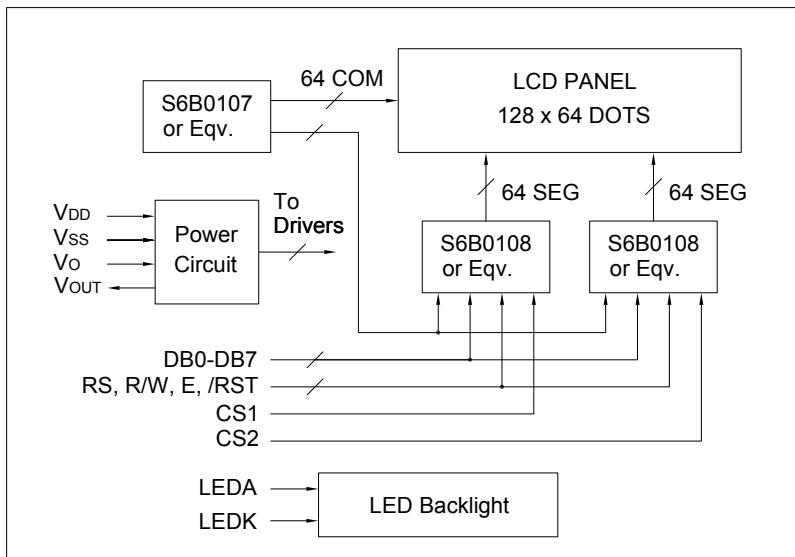 64 COM
S6B0107
or Eqv.
LCD PANEL
128 x 64 DOTS
64 SEG
64 SEG
VDD
VSS
VO
VOUT
Power
Circuit
To
Drivers
S6B0108
or Eqv.
S6B0108
or Eqv.
DB0-DB7
RS, R/W, E, /RST
CS1
CS2
LEDA
LEDK
LED Backlight